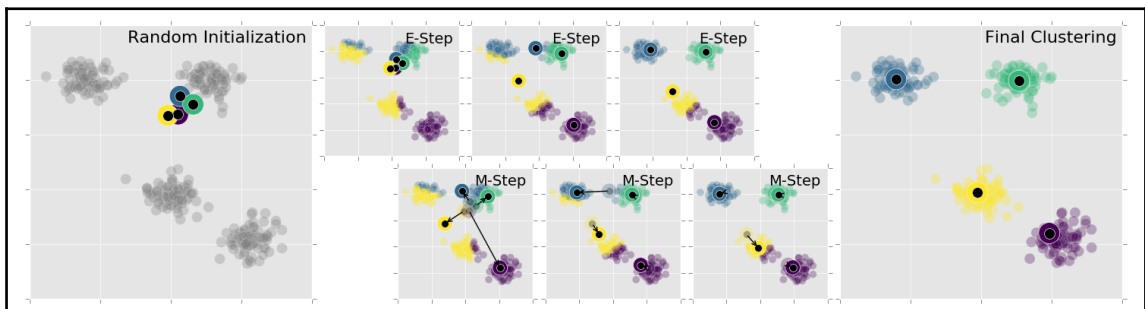 Random Initialization
E-Step
E-Step
E-Step
Final Clustering
M-Step
M-Step
M-Step